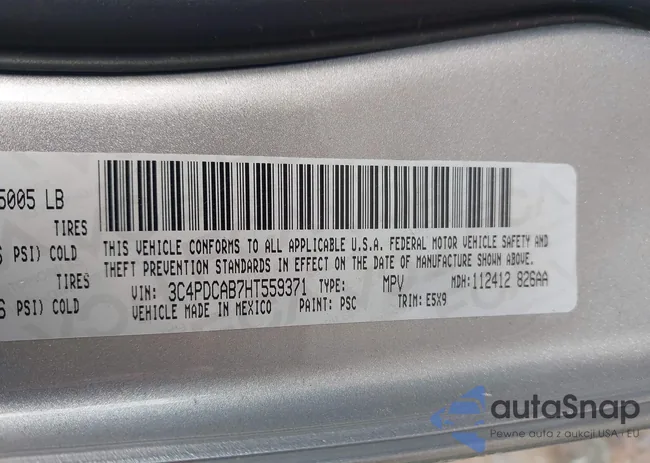 5005 LB
TIRES
PSI) COLD
TIRES
PSI) COLD
THIS VEHICLE CONFORMS TO ALL APPLICABLE U.S.A. FEDERAL MOTOR VEHICLE SAFETY AND
THEFT PREVENTION STANDARDS IN EFFECT ON THE DATE OF MANUFACTURE SHOWN ABOVE.
VIN: 3C4PDCAB7HT559371 TYPE: MPV MDH: 112412 826AA
VEHICLE MADE IN MEXICO PAINT: PSC TRIM: E5X9
autaSnap
Pewne auta z aukcji USA i EU